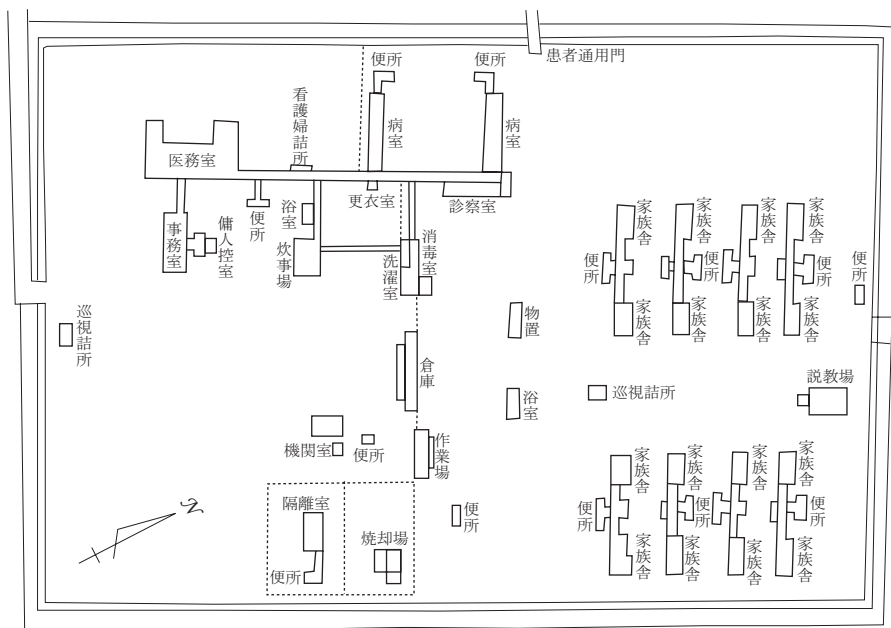 患者通用門
便所
便所
看護婦詰所
病室
病室
医務室
更衣室
診察室
浴室
便所
傭人控室
事務室
炊事場
消毒室
洗濯室
家族舎
家族舎
家族舎
家族舎
便所
便所
便所
便所
家族舎
家族舎
家族舎
家族舎
巡視詰所
物置
倉庫
浴室
巡視詰所
説教場
機関室
便所
作業場
家族舎
家族舎
家族舎
家族舎
隔離室
焼却場
便所
便所
便所
便所
便所
家族舎
家族舎
家族舎
家族舎
N